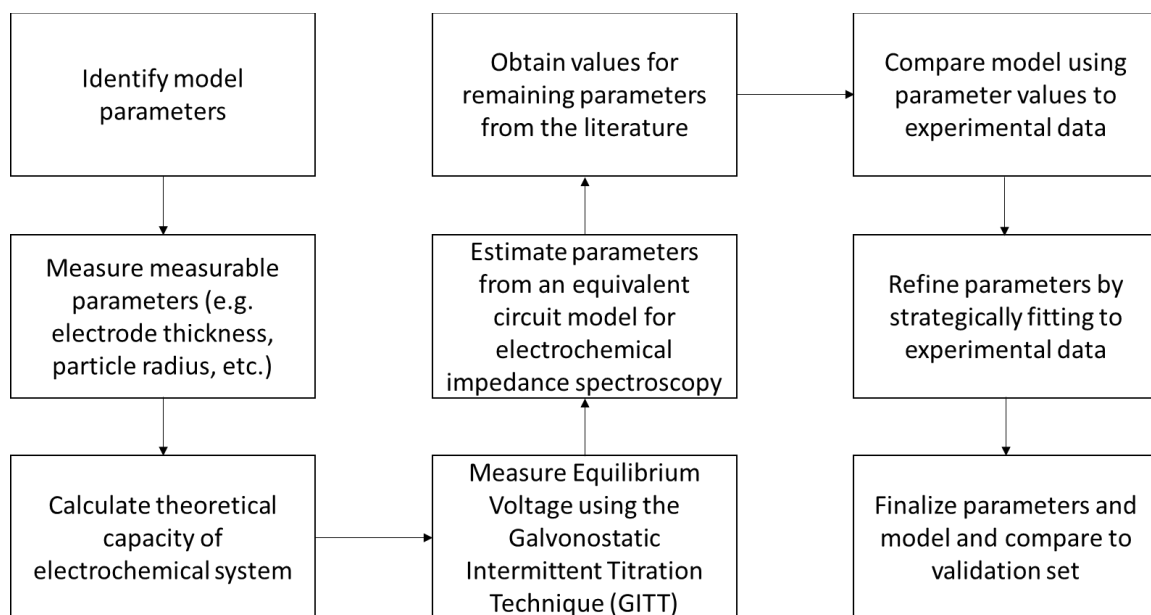 Identify model
parameters
Measure measurable
parameters (e.g.
electrode thickness,
particle radius, etc.)
Calculate theoretical
capacity of
electrochemical system
Measure Equilibrium
Voltage using the
Galvonostatic
Intermittent Titration
Technique (GITT)
Estimate parameters
from an equivalent
circuit model for
electrochemical
impedance spectroscopy
Obtain values for
remaining parameters
from the literature
Compare model using
parameter values to
experimental data
Refine parameters by
strategically fitting to
experimental data
Finalize parameters and
model and compare to
validation set